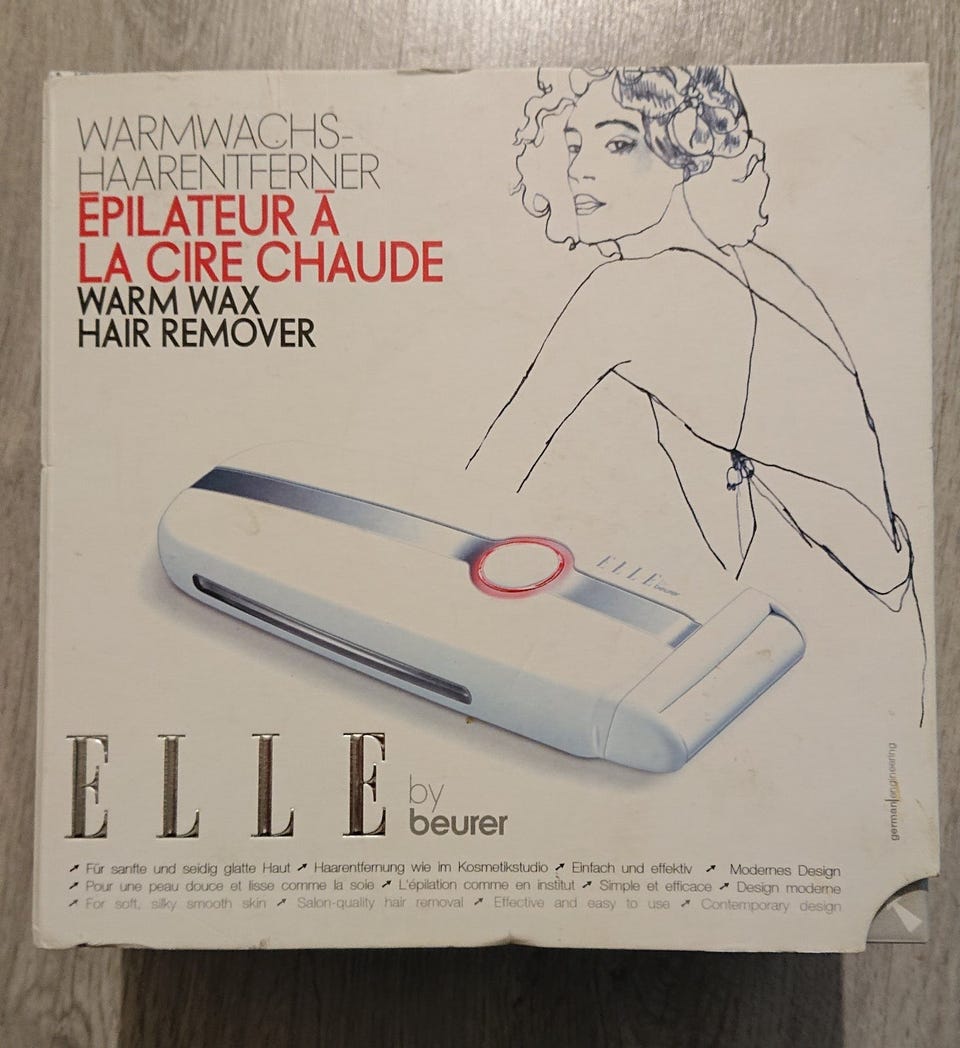 WARMWACHS-
HAARENTFERNER
ĒPILATEUR Ā
LA CIRE CHAUDE
WARM WAX
HAIR REMOVER
ELLE
beurer
ELLE by
beurer
german engineering
Für sanfte und seidig glatte Haut ↗ Haarentfernung wie im Kosmetikstudio ↗ Einfach und effektiv ↗ Modernes Design
↗ Pour une peau douce et lisse comme la soie ↗ L'épilation comme en institut ↗ Simple et efficace ↗ Design moderne
↗ For soft, silky smooth skin ↗ Salon-quality hair removal ↗ Effective and easy to use ↗ Contemporary design